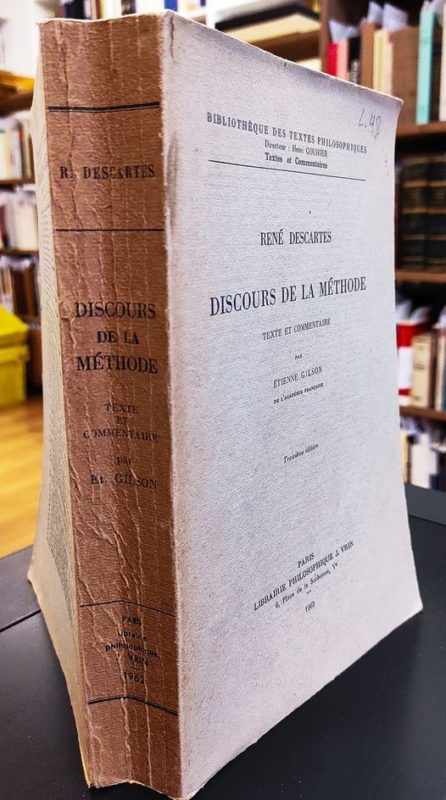 R. DESCARTES
DISCOURS
DE LA
MÉTHODE
TEXTE
ET
COMMENTAIRE
par
Et. GILSON
PARIS
Librairie
philosophique
J. VRIN
1962
L.48
BIBLIOTHÈQUE DES TEXTES PHILOSOPHIQUES
Directeur : Henri GOUHIER
Textes et Commentaires
RENÉ DESCARTES
DISCOURS DE LA MÉTHODE
TEXTE ET COMMENTAIRE
PAR
ÉTIENNE GILSON
DE L'ACADÉMIE FRANÇAISE
Troisième édition
PARIS
LIBRAIRIE PHILOSOPHIQUE J. VRIN
6, Place de la Sorbonne, Ve